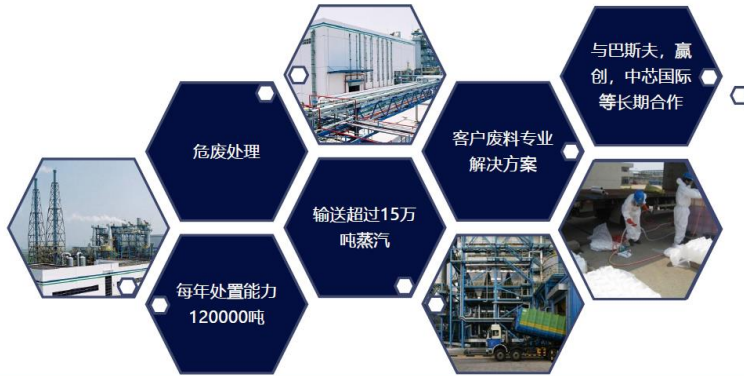 与巴斯夫，赢
创，中芯国际
等长期合作
危废处理
客户废料专业
解决方案
输送超过15万
吨蒸汽
每年处置能力
120000吨